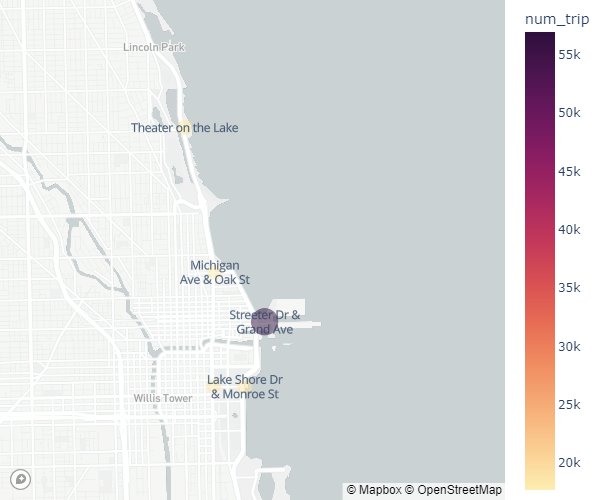 num_trip
Lincoln Park
55k
50k
Theater on the Lake
45k
40k
Michigan
Ave & Oak St
35k
Streeter Dr &
Grand Ave
30k
Lake Shore Dr
& Monroe St
Willis Tower
25k
20k
© Mapbox © OpenStreetMap